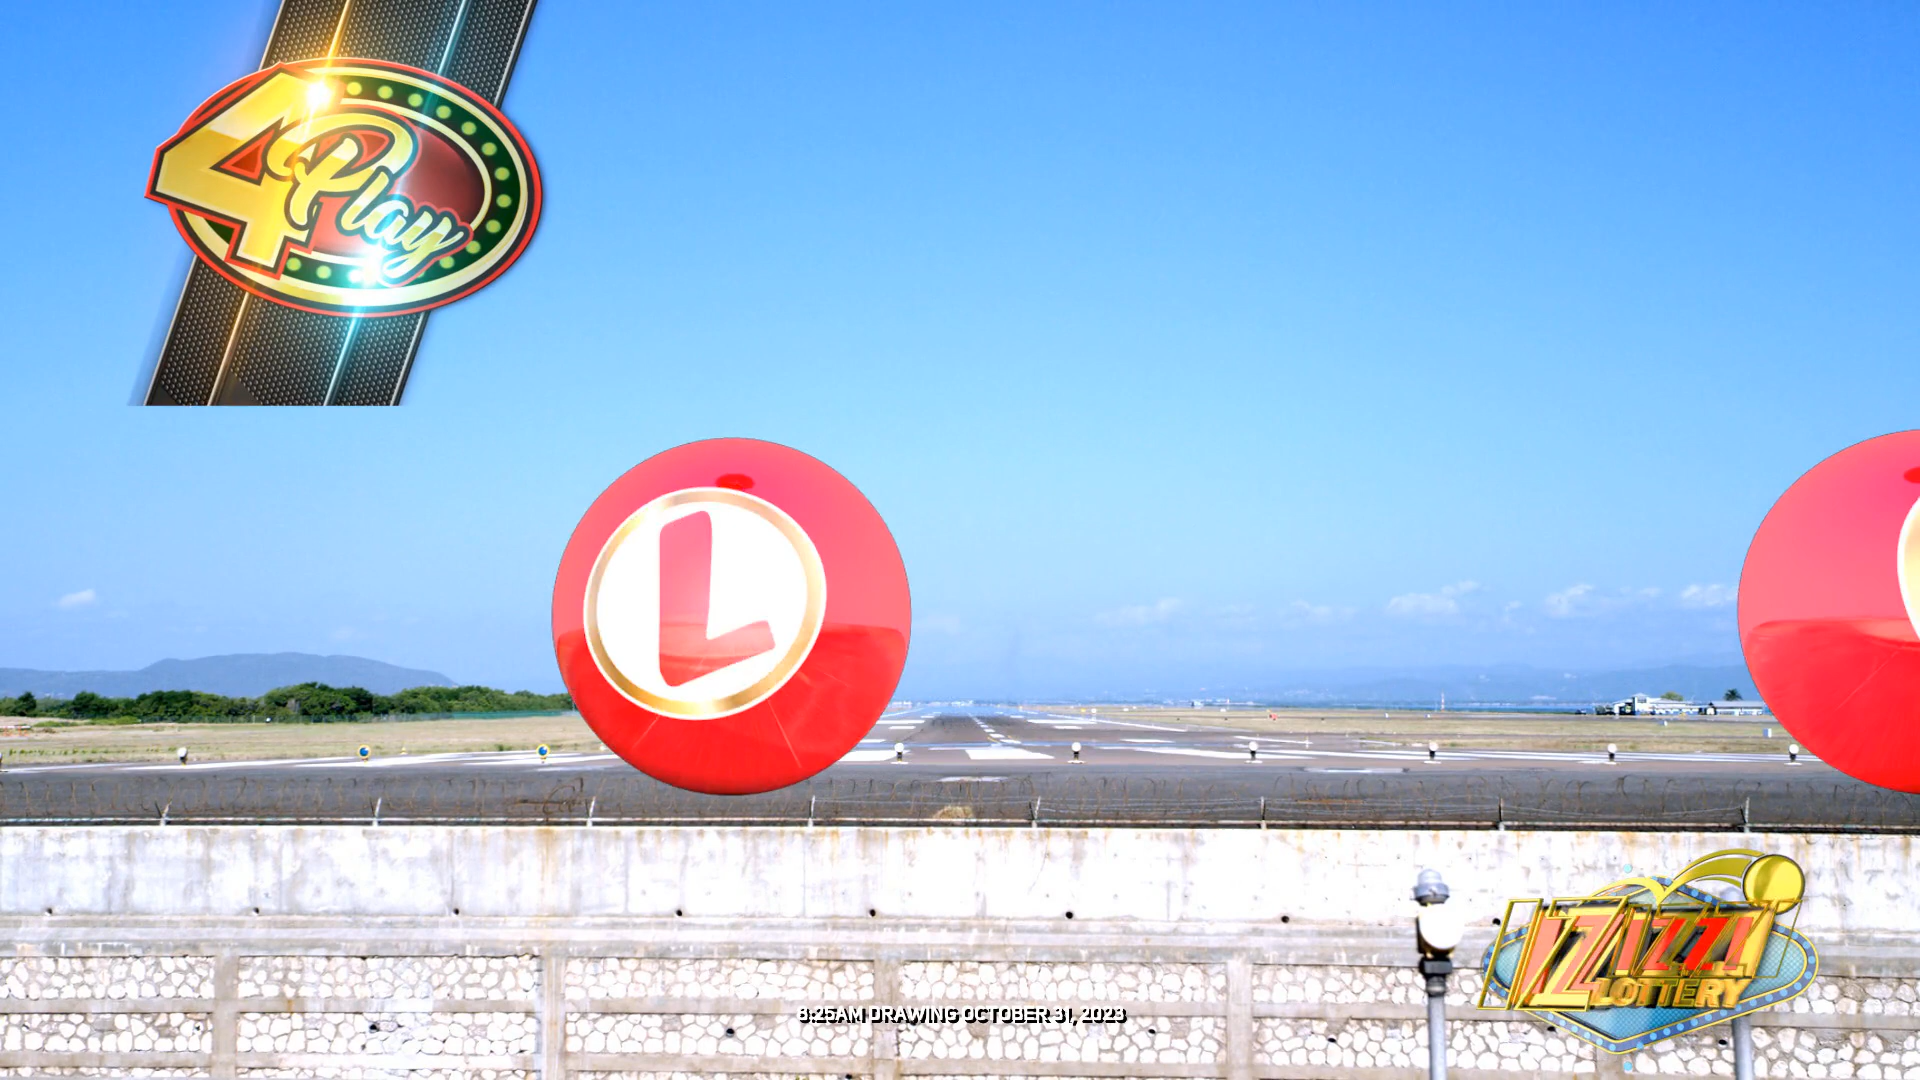 4Play
L
IZIZZI
LOTTERY
8:25AM DRAWING OCTOBER 31, 2023